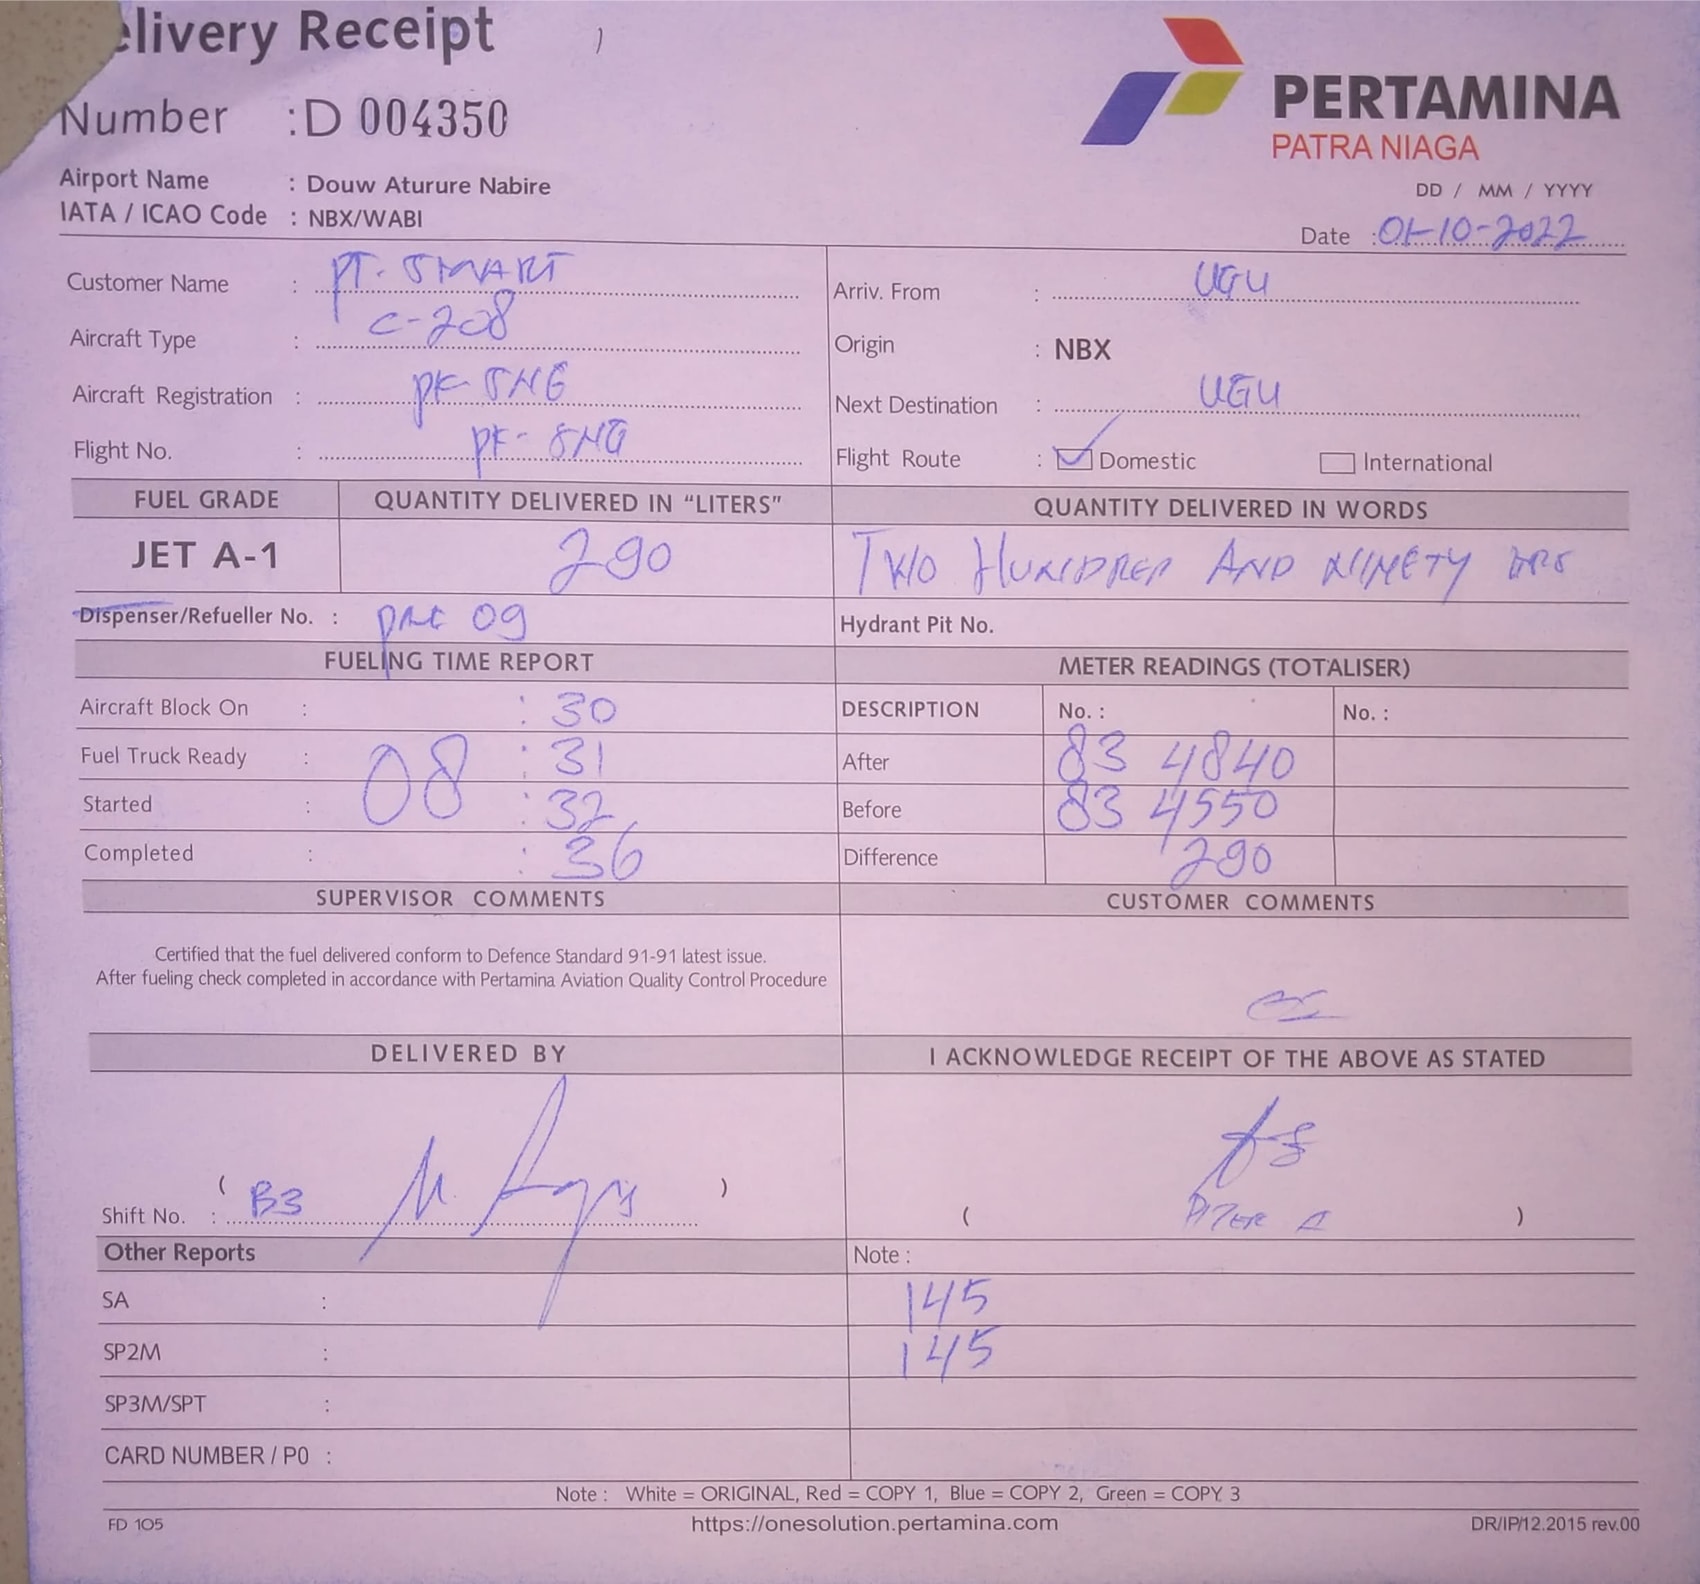 elivery Receipt
Number : D 004350
PERTAMINA
PATRA NIAGA
Airport Name : Douw Aturure Nabire
IATA / ICAO Code : NBX/WABI
DD / MM / YYYY
Date : 01-10-2022
Customer Name : PT. SMART
Aircraft Type : C-208
Aircraft Registration : PK-SNG
Flight No. : PK-SNG
Arriv. From : UGU
Origin : NBX
Next Destination : UGU
Flight Route : Domestic International
FUEL GRADE QUANTITY DELIVERED IN “LITERS” QUANTITY DELIVERED IN WORDS
JET A-1 290 TWO HUNDRED AND NINETY LTRS
Dispenser/Refueller No. : 09 Hydrant Pit No.
FUELING TIME REPORT METER READINGS (TOTALISER)
Aircraft Block On : : 30 DESCRIPTION No. : No. :
Fuel Truck Ready : 08 : 31 After 83 4840
Started : : 32 Before 83 4550
Completed : : 36 Difference 290
SUPERVISOR COMMENTS CUSTOMER COMMENTS
Certified that the fuel delivered conform to Defence Standard 91-91 latest issue.
After fueling check completed in accordance with Pertamina Aviation Quality Control Procedure
DELIVERED BY I ACKNOWLEDGE RECEIPT OF THE ABOVE AS STATED
( )
Shift No. : B3
( )
Other Reports Note :
SA : 145
SP2M : 145
SP3M/SPT :
CARD NUMBER / P0 :
Note : White = ORIGINAL, Red = COPY 1, Blue = COPY 2, Green = COPY 3
FD 105 https://onesolution.pertamina.com DR/IP/12.2015 rev.00